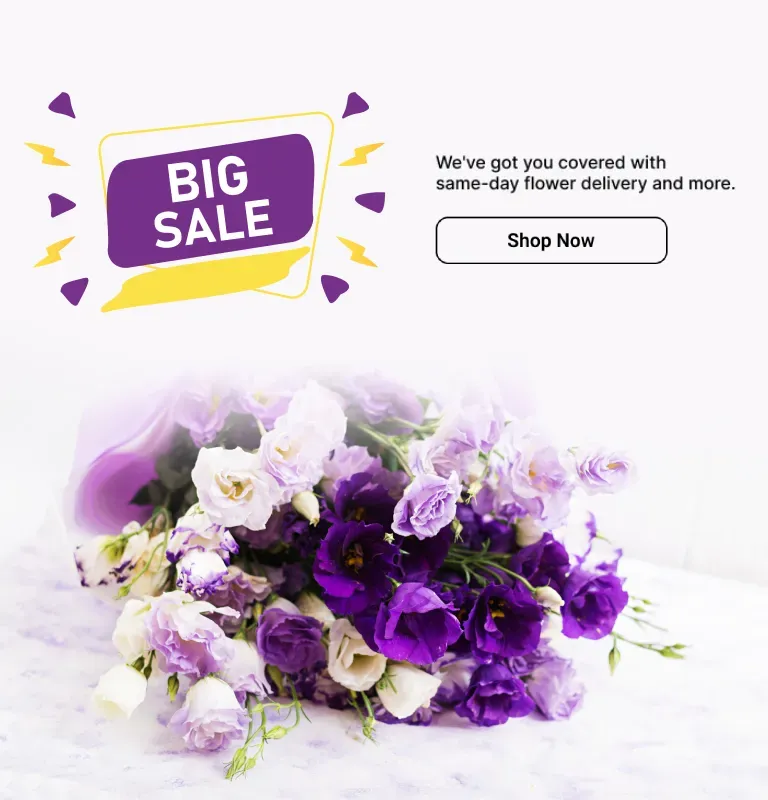 BIG
SALE
We've got you covered with
same-day flower delivery and more.
Shop Now